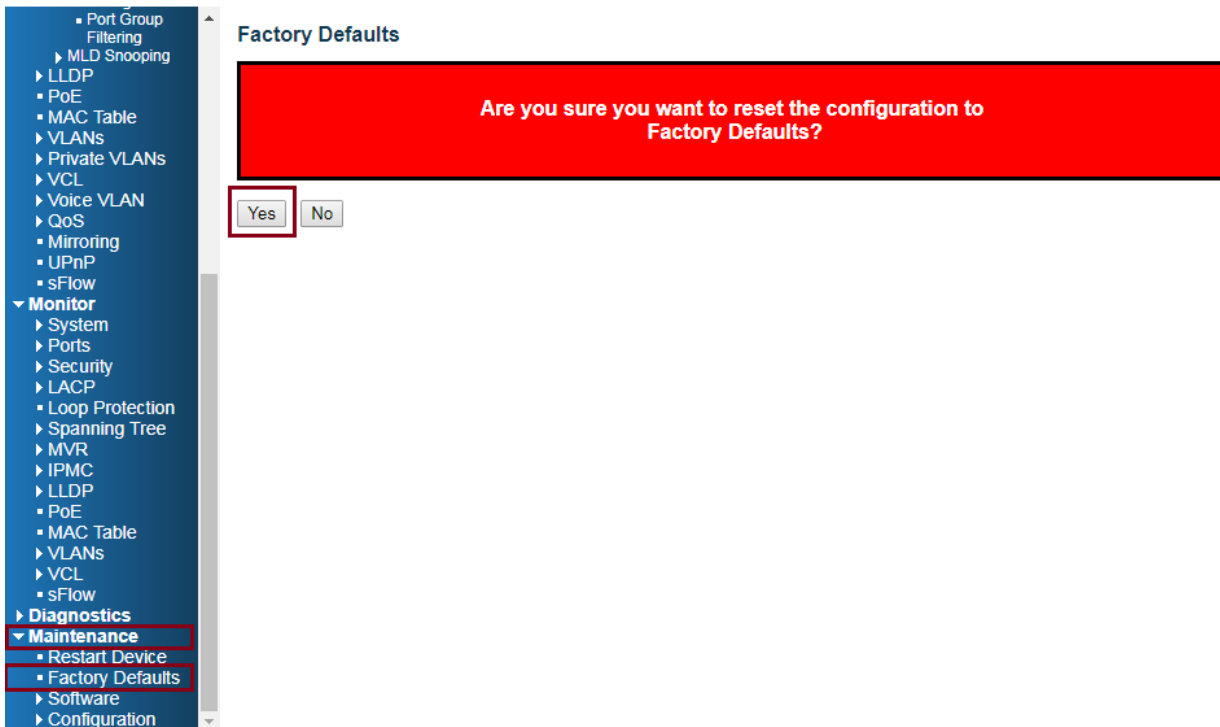 Port Group
Filtering
MLD Snooping
LLDP
PoE
MAC Table
VLANs
Private VLANs
VCL
Voice VLAN
QoS
Mirroring
UPnP
sFlow
Monitor
System
Ports
Security
LACP
Loop Protection
Spanning Tree
MVR
IPMC
LLDP
PoE
MAC Table
VLANs
VCL
sFlow
Diagnostics
Maintenance
Restart Device
Factory Defaults
Software
Configuration
Factory Defaults
Are you sure you want to reset the configuration to
Factory Defaults?
Yes No